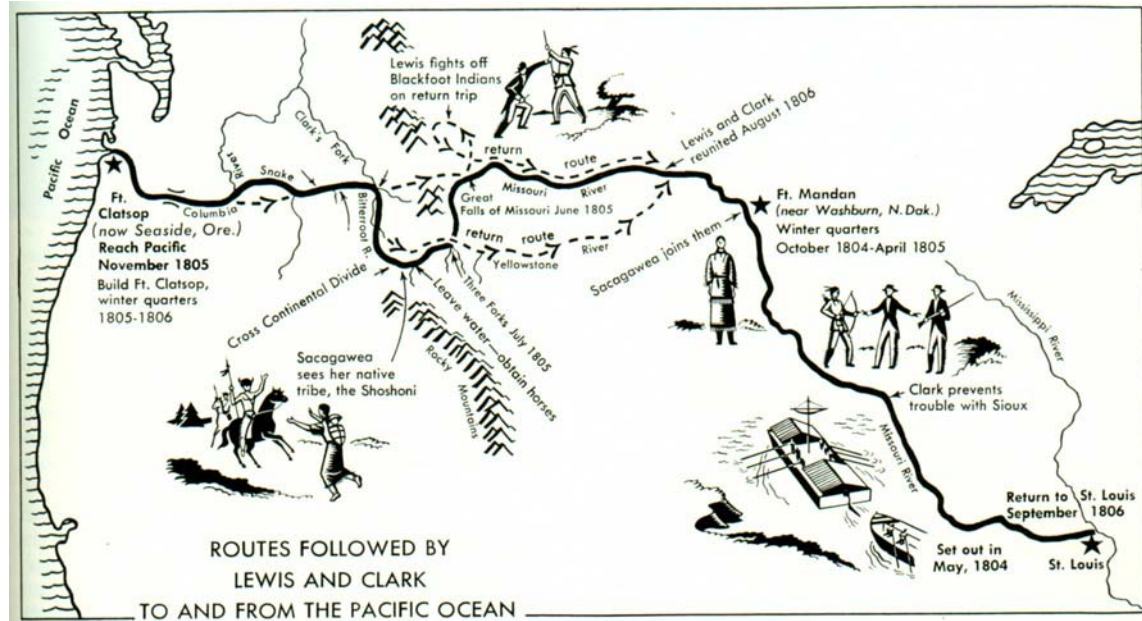 Pacific Ocean
Ft.
Clatsop
(now Seaside, Ore.)
Reach Pacific
November 1805
Build Ft. Clatsop,
winter quarters
1805-1806
Columbia
River
Snake
Clark's Fork
Bitterroot R.
Lewis fights off
Blackfoot Indians
on return trip
return route
Missouri River
Great
Falls of Missouri June 1805
return route
Yellowstone River
Lewis and Clark
reunited August 1806
Ft. Mandan
(near Washburn, N.Dak.)
Winter quarters
October 1804-April 1805
Sacagawea joins them
Cross Continental Divide
Three Forks July 1805
Leave water—obtain horses
Rocky Mountains
Sacagawea
sees her native
tribe, the Shoshoni
Mississippi River
Clark prevents
trouble with Sioux
Missouri River
Return to St. Louis
September 1806
Set out in
May, 1804
St. Louis
ROUTES FOLLOWED BY
LEWIS AND CLARK
TO AND FROM THE PACIFIC OCEAN